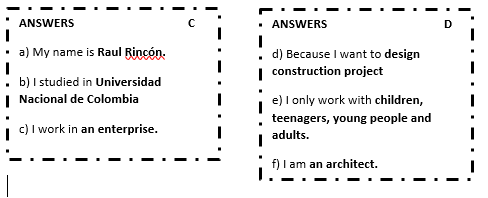 ANSWERS C
a) My name is Raul Rincón.
b) I studied in Universidad
Nacional de Colombia
c) I work in an enterprise.
ANSWERS D
d) Because I want to design
construction project
e) I only work with children,
teenagers, young people and
adults.
f) I am an architect.